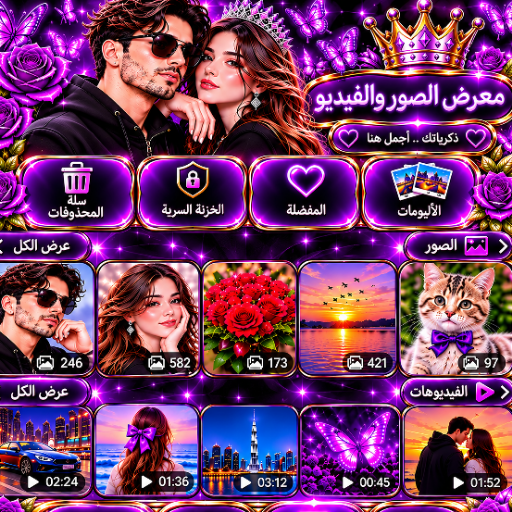 معرض الصور والفيديو
ذكرياتك .. أجمل هنا
الألبومات
المفضلة
الخزنة السرية
سلة
المحذوفات
الصور
عرض الكل
97
421
173
582
246
الفيديوهات
عرض الكل
01:52
00:45
03:12
01:36
02:24